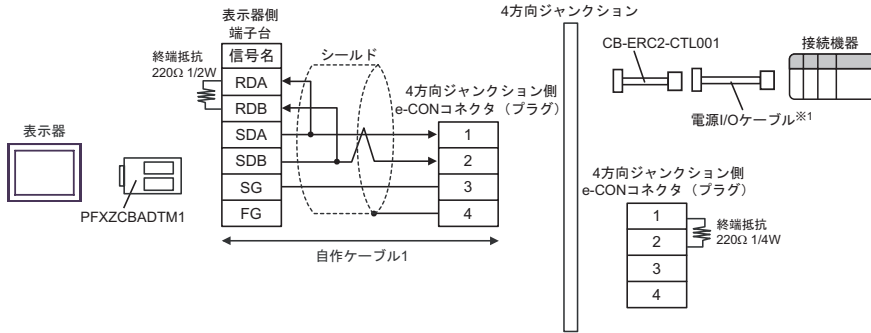 表示器側
端子台
4方向ジャンクション
終端抵抗
220Ω 1/2W
信号名
RDA
RDB
SDA
SDB
SG
FG
シールド
4方向ジャンクション側
e-CONコネクタ（プラグ）
1
2
3
4
表示器
PFXZCBADTM1
自作ケーブル1
CB-ERC2-CTL001
接続機器
電源I/Oケーブル※1
4方向ジャンクション側
e-CONコネクタ（プラグ）
1
2
3
4
終端抵抗
220Ω 1/4W